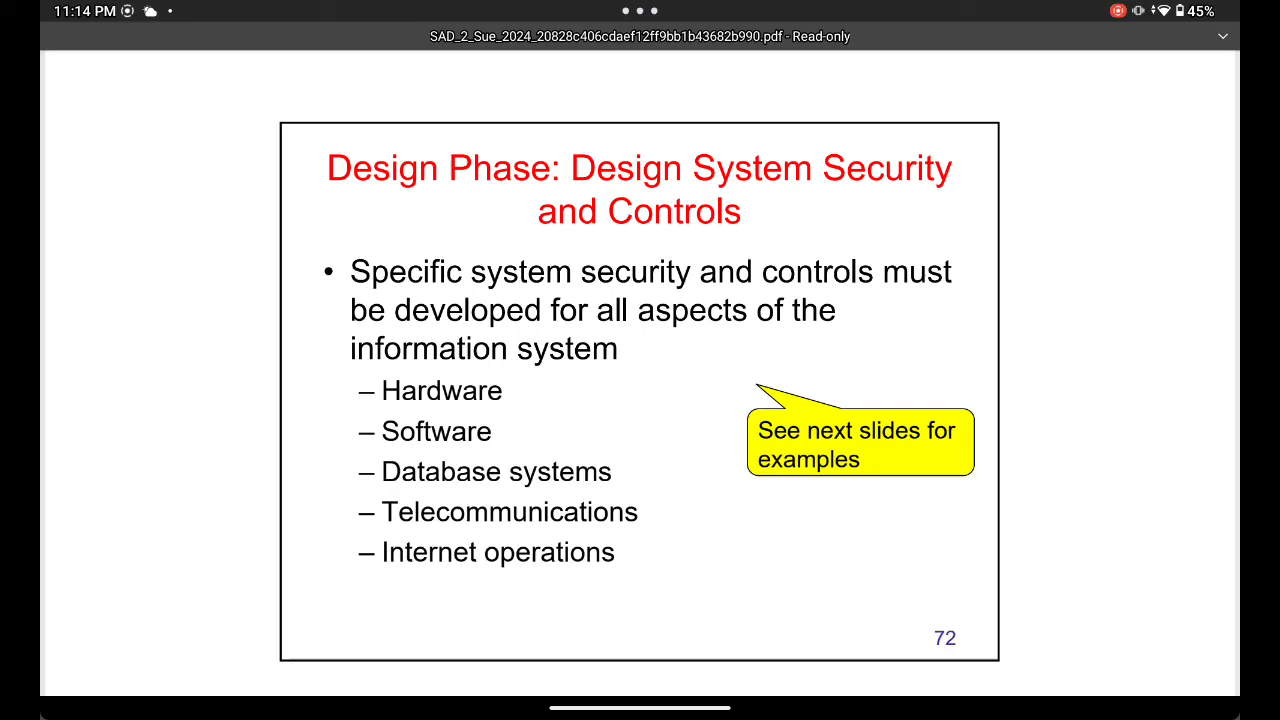 11:14 PM
45%
SAD_2_Sue_2024_20828c406cdaef12ff9bb1b43682b990.pdf - Read-only
Design Phase: Design System Security
and Controls
• Specific system security and controls must
be developed for all aspects of the
information system
– Hardware
– Software
– Database systems
– Telecommunications
– Internet operations
See next slides for
examples
72